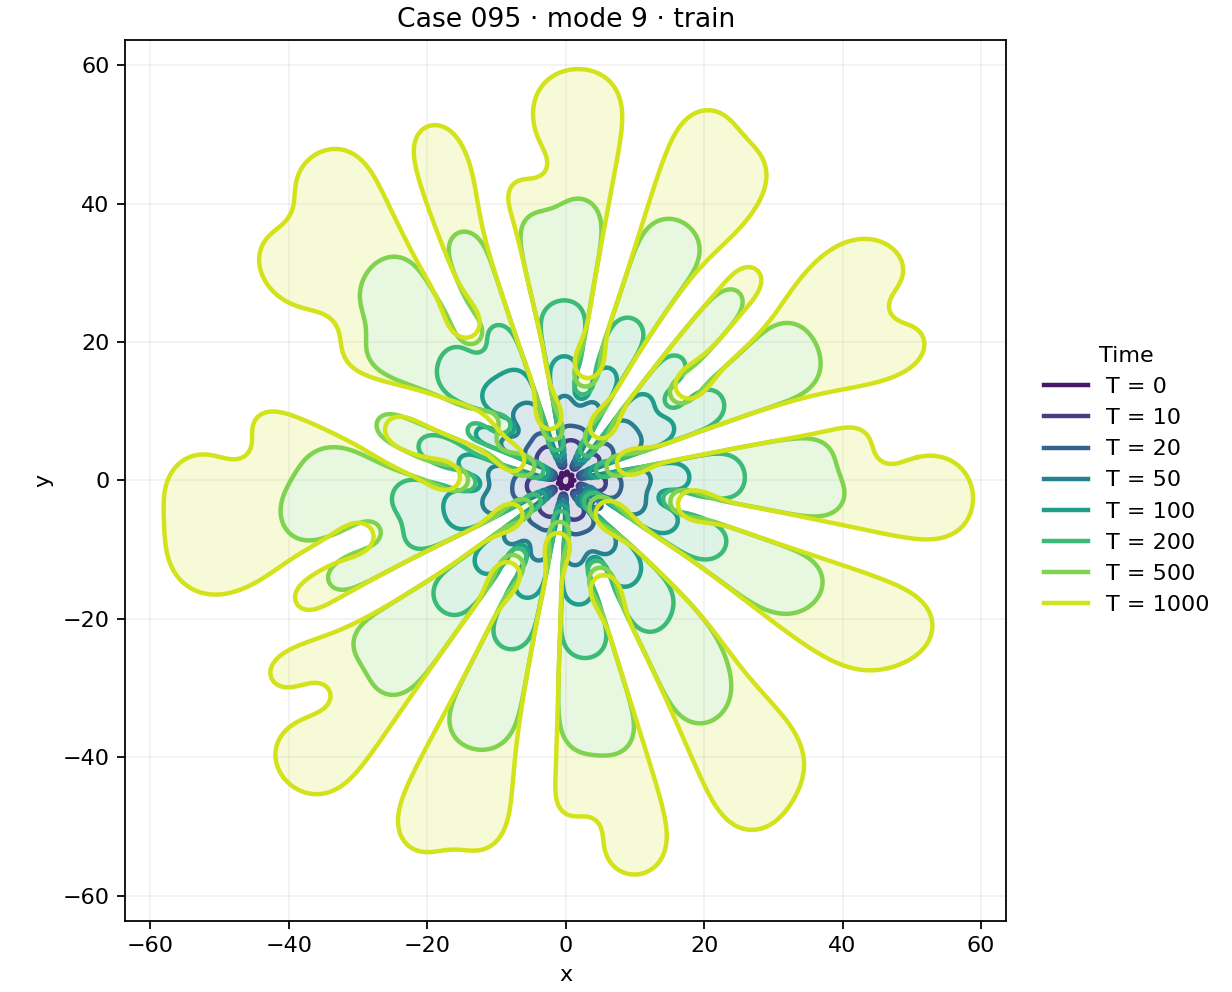 Case 095 · mode 9 · train
60
40
20
0
−20
−40
−60
y
−60 −40 −20 0 20 40 60
x
Time
T = 0
T = 10
T = 20
T = 50
T = 100
T = 200
T = 500
T = 1000